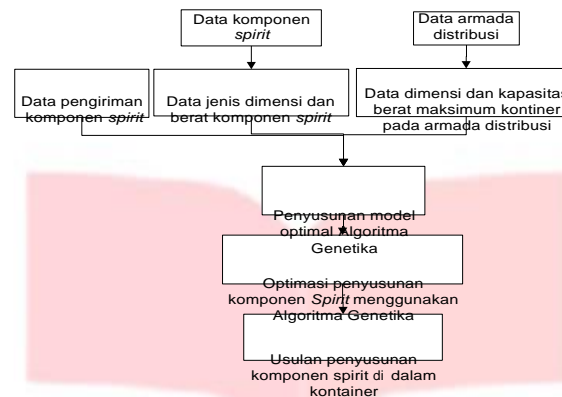 Data komponen
spirit
Data armada
distribusi
Data pengiriman
komponen spirit
Data jenis dimensi dan
berat komponen spirit
Data dimensi dan kapasitas
berat maksimum kontiner
pada armada distribusi
Penyusunan model
optimal Algoritma
Genetika
Optimasi penyusunan
komponen Spirit menggunakan
Algoritma Genetika
Usulan penyusunan
komponen spirit di dalam
kontainer